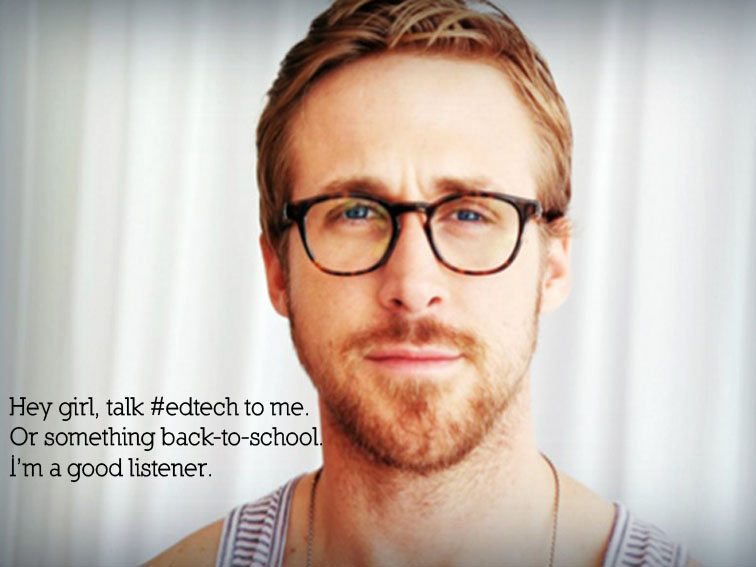 Hey girl, talk #edtech to me.
Or something back-to-school.
I'm a good listener.